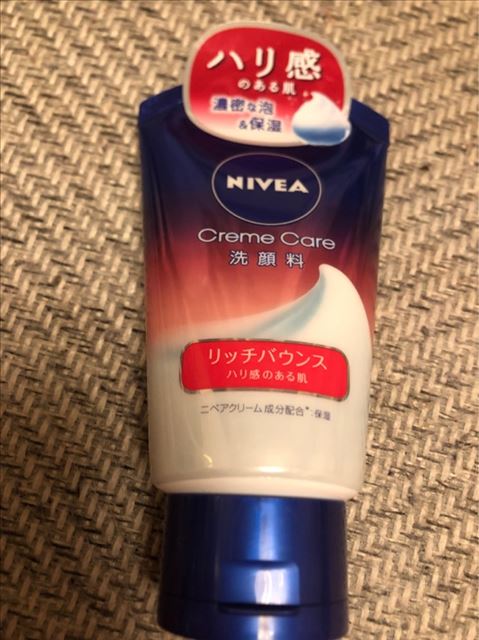 ハリ感
のある肌
濃密な泡
&保湿
NIVEA
Creme Care
洗顔料
リッチバウンス
ハリ感のある肌
ニベアクリーム成分配合*:保湿